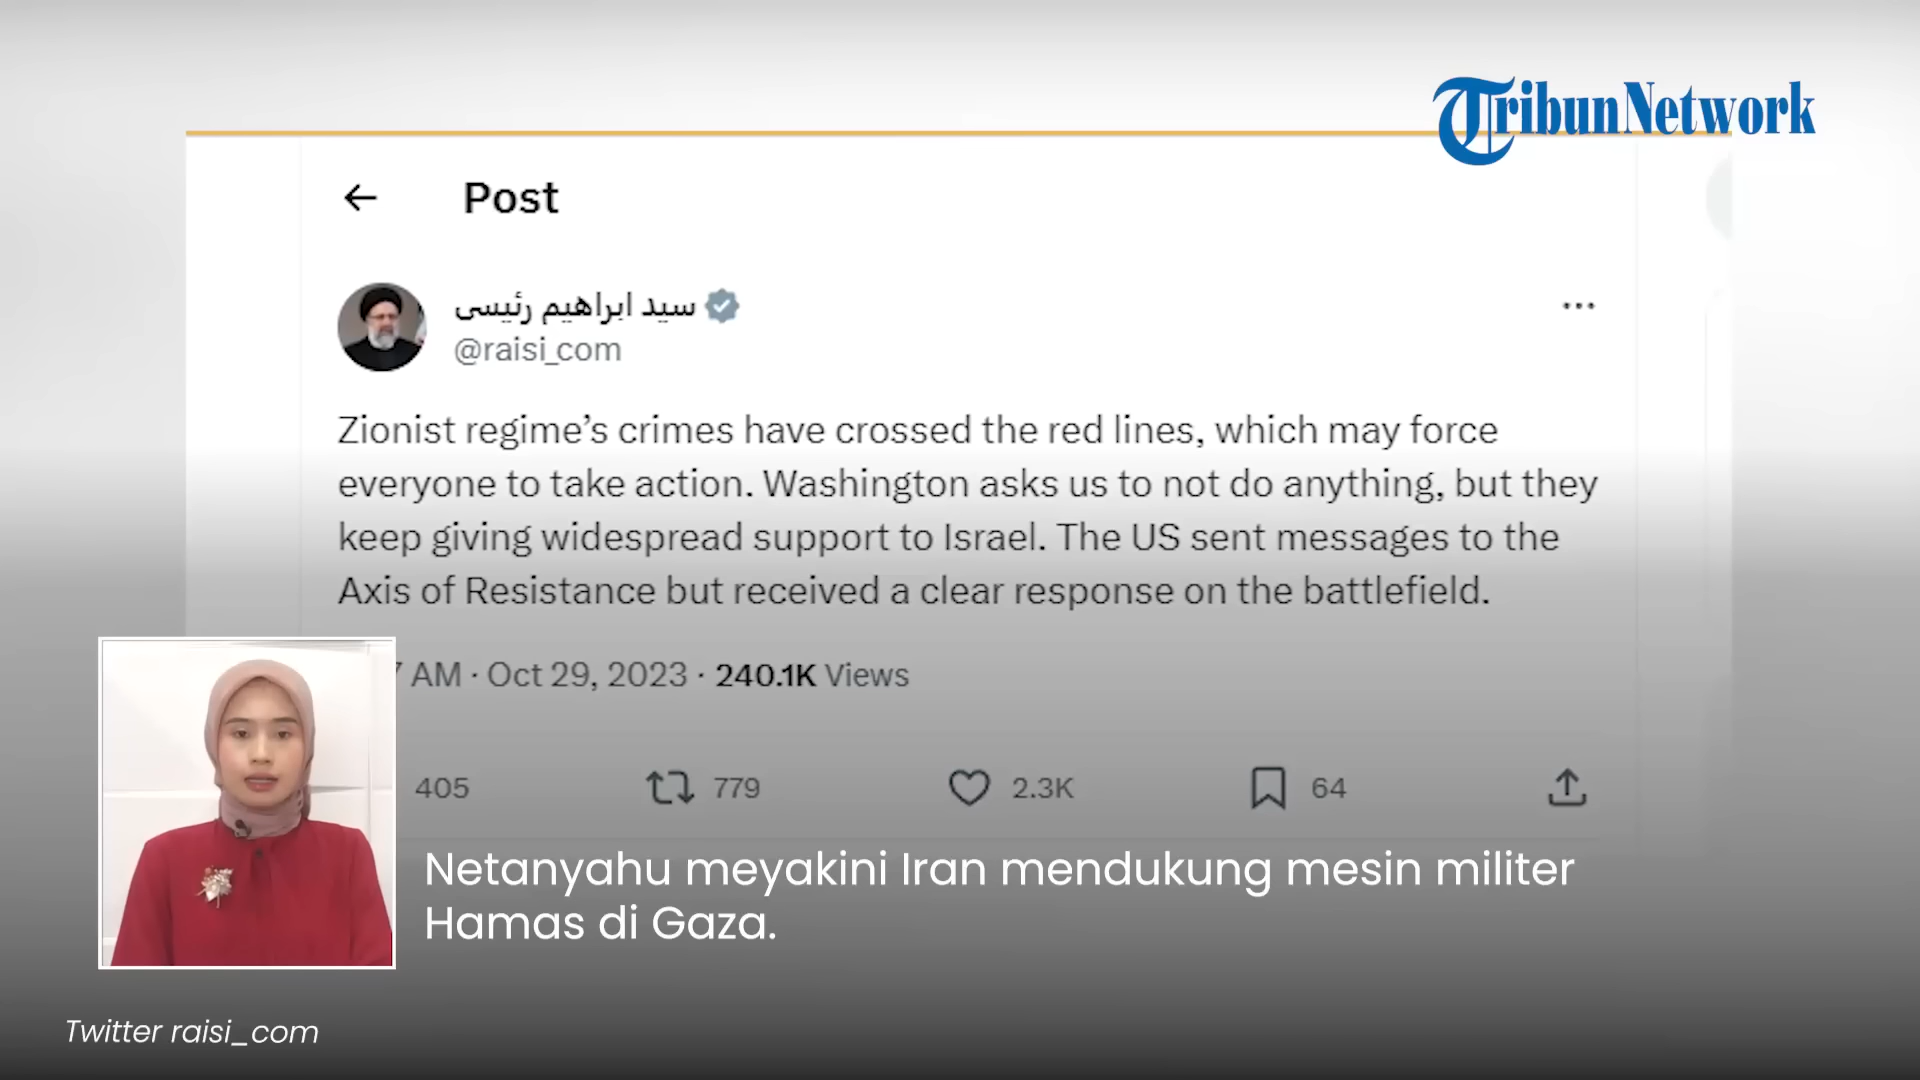 TribunNetwork
Post
سید ابراهیم رئیسی
@raisi_com
Zionist regime’s crimes have crossed the red lines, which may force
everyone to take action. Washington asks us to not do anything, but they
keep giving widespread support to Israel. The US sent messages to the
Axis of Resistance but received a clear response on the battlefield.
AM · Oct 29, 2023 · 240.1K Views
405 779 2.3K 64
Netanyahu meyakini Iran mendukung mesin militer
Hamas di Gaza.
Twitter raisi_com